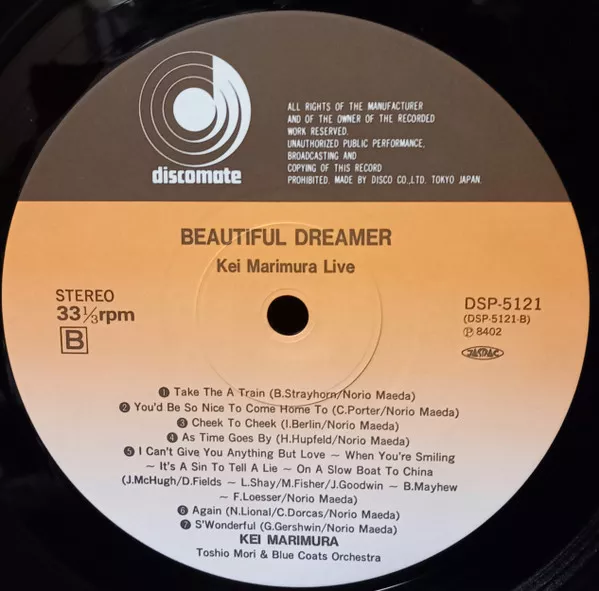 discomate
ALL RIGHTS OF THE MANUFACTURER
AND OF THE OWNER OF THE RECORDED
WORK RESERVED.
UNAUTHORIZED PUBLIC PERFORMANCE,
BROADCASTING AND
COPYING OF THIS RECORD
PROHIBITED. MADE BY DISCO CO.,LTD. TOKYO JAPAN.
BEAUTIFUL DREAMER
Kei Marimura Live
STEREO
33 1/3 rpm
B
DSP-5121
(DSP-5121-B)
Ⓟ 8402
JASRAC
❶ Take The A Train (B.Strayhorn/Norio Maeda)
❷ You'd Be So Nice To Come Home To (C.Porter/Norio Maeda)
❸ Cheek To Cheek (I.Berlin/Norio Maeda)
❹ As Time Goes By (H.Hupfeld/Norio Maeda)
❺ I Can't Give You Anything But Love ~ When You're Smiling
~ It's A Sin To Tell A Lie ~ On A Slow Boat To China
(J.McHugh/D.Fields ~ L.Shay/M.Fisher/J.Goodwin ~ B.Mayhew
~ F.Loesser/Norio Maeda)
❻ Again (N.Lional/C.Dorcas/Norio Maeda)
❼ S'Wonderful (G.Gershwin/Norio Maeda)
KEI MARIMURA
Toshio Mori & Blue Coats Orchestra